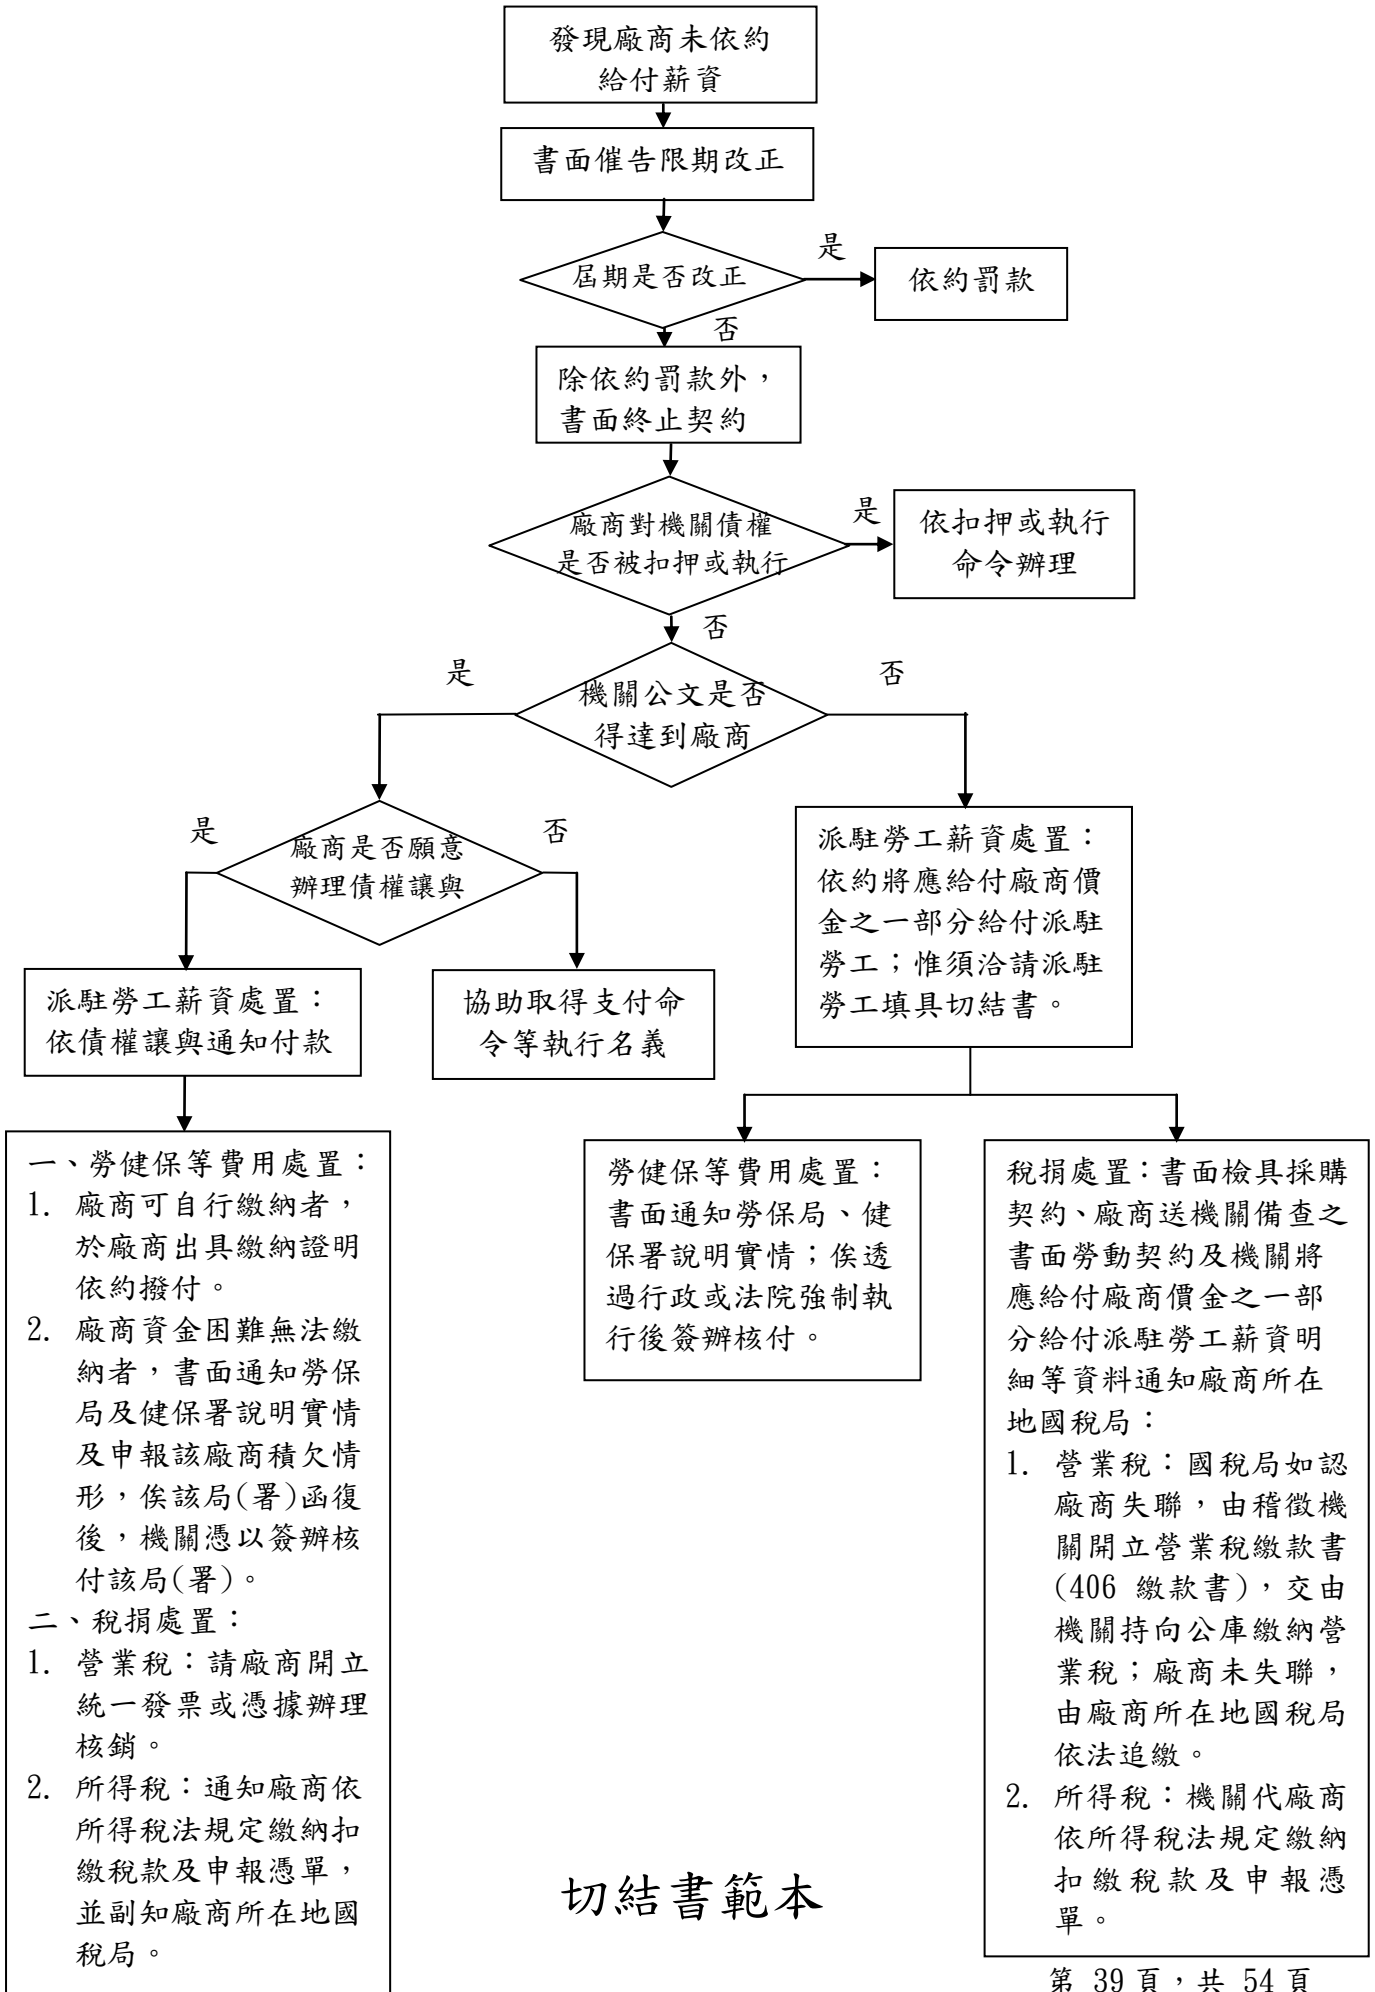 發現廠商未依約
給付薪資
書面催告限期改正
屆期是否改正
是
依約罰款
否
除依約罰款外，
書面終止契約
廠商對機關債權
是否被扣押或執行
是
依扣押或執行
命令辦理
否
機關公文是否
得達到廠商
是
否
廠商是否願意
辦理債權讓與
是
否
派駐勞工薪資處置：
依約將應給付廠商價
金之一部分給付派駐
勞工；惟須洽請派駐
勞工填具切結書。
派駐勞工薪資處置：
依債權讓與通知付款
協助取得支付命
令等執行名義
一、勞健保等費用處置：
1. 廠商可自行繳納者，
於廠商出具繳納證明
依約撥付。
2. 廠商資金困難無法繳
納者，書面通知勞保
局及健保署說明實情
及申報該廠商積欠情
形，俟該局(署)函復
後，機關憑以簽辦核
付該局(署)。
二、稅捐處置：
1. 營業稅：請廠商開立
統一發票或憑據辦理
核銷。
2. 所得稅：通知廠商依
所得稅法規定繳納扣
繳稅款及申報憑單，
並副知廠商所在地國
稅局。
勞健保等費用處置：
書面通知勞保局、健
保署說明實情；俟透
過行政或法院強制執
行後簽辦核付。
稅捐處置：書面檢具採購
契約、廠商送機關備查之
書面勞動契約及機關將
應給付廠商價金之一部
分給付派駐勞工薪資明
細等資料通知廠商所在
地國稅局：
1. 營業稅：國稅局如認
廠商失聯，由稽徵機
關開立營業稅繳款書
(406 繳款書)，交由
機關持向公庫繳納營
業稅；廠商未失聯，
由廠商所在地國稅局
依法追繳。
2. 所得稅：機關代廠商
依所得稅法規定繳納
扣繳稅款及申報憑
單。
切結書範本
第 39 頁，共 54 頁